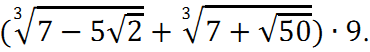 (∛(7 − 5√2) + ∛(7 + √50)) · 9.